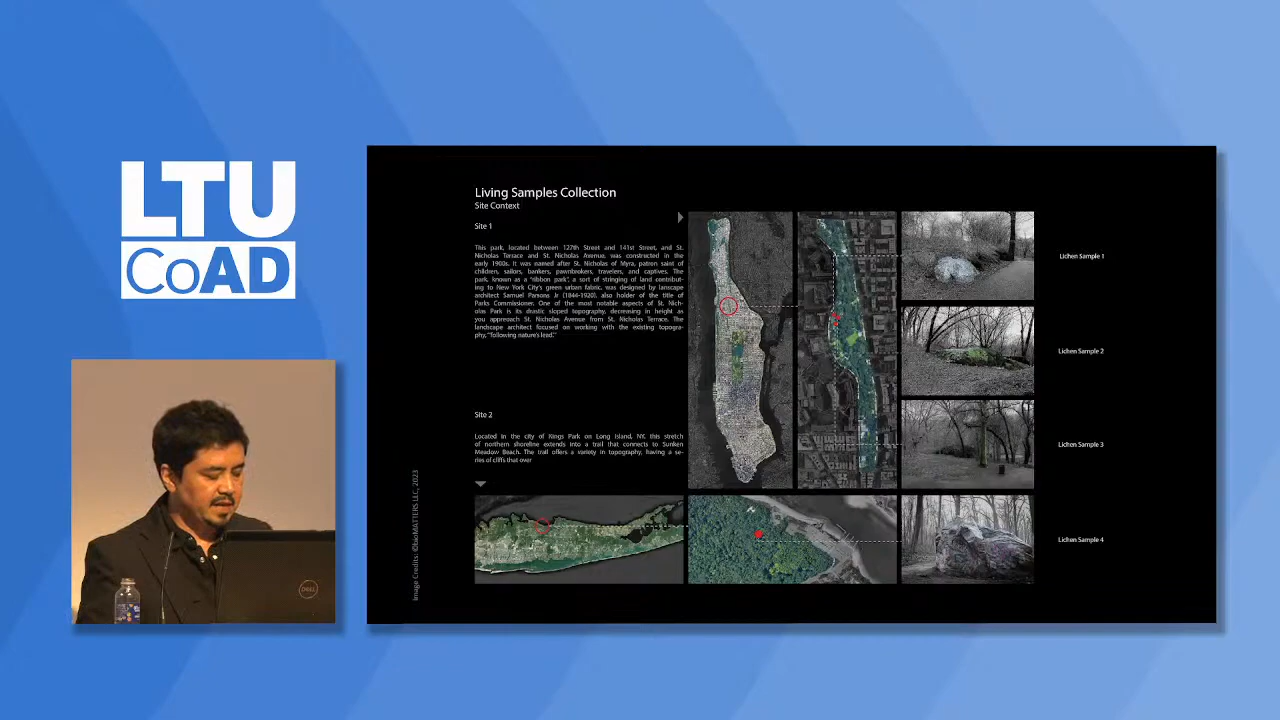 LTU
CoAD
Living Samples Collection
Site Context
Site 1
This park, located between 127th Street and 141st Street, and St.
Nicholas Terrace and St. Nicholas Avenue, was constructed in the
early 1900s. It was named after St. Nicholas of Myra, patron saint of
children, sailors, bankers, pawnbrokers, travelers, and captives. The
park, known as a "ribbon park", a sort of stringing of land contribut-
ing to New York City's green urban fabric, was designed by lanscape
architect Samuel Parsons Jr (1844-1920), also holder of the title of
Parks Commissioner. One of the most notable aspects of St. Nich-
olas Park is its drastic sloped topography, decreasing in height as
you approach St. Nicholas Avenue from St. Nicholas Terrace. The
landscape architect focused on working with the existing topogra-
phy, "following nature's lead."
Site 2
Located in the city of Kings Park on Long Island, NY, this stretch
of northern shoreline extends into a trail that connects to Sunken
Meadow Beach. The trail offers a variety in topography, having a se-
ries of cliffs that over
Lichen Sample 1
Lichen Sample 2
Lichen Sample 3
Lichen Sample 4
Image Credits: ©bioMATTERS LLC, 2023
DELL